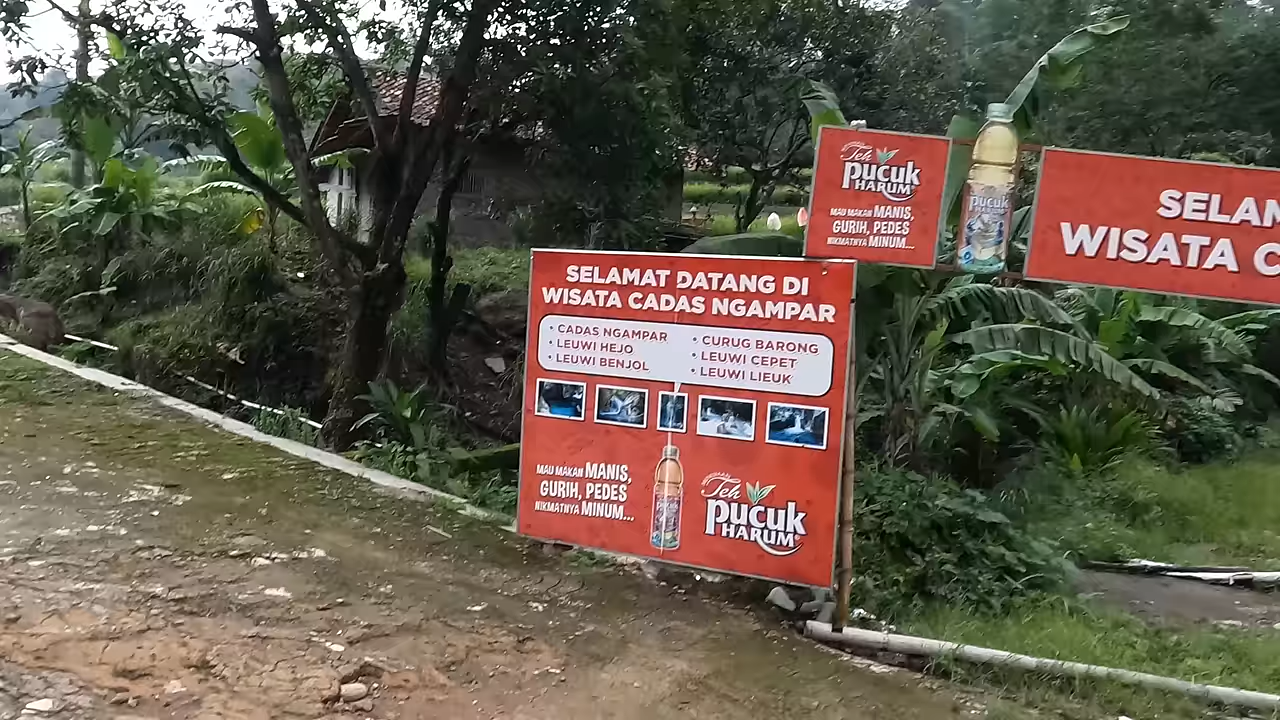 Teh
Pucuk
HARUM
MAU MAKAN MANIS,
GURIH, PEDES
NIKMATNYA MINUM...
Pucuk
SELAM
WISATA C
SELAMAT DATANG DI
WISATA CADAS NGAMPAR
• CADAS NGAMPAR
• LEUWI HEJO
• LEUWI BENJOL
• CURUG BARONG
• LEUWI CEPET
• LEUWI LIEUK
MAU MAKAN MANIS,
GURIH, PEDES
NIKMATNYA MINUM...
Teh
Pucuk
HARUM